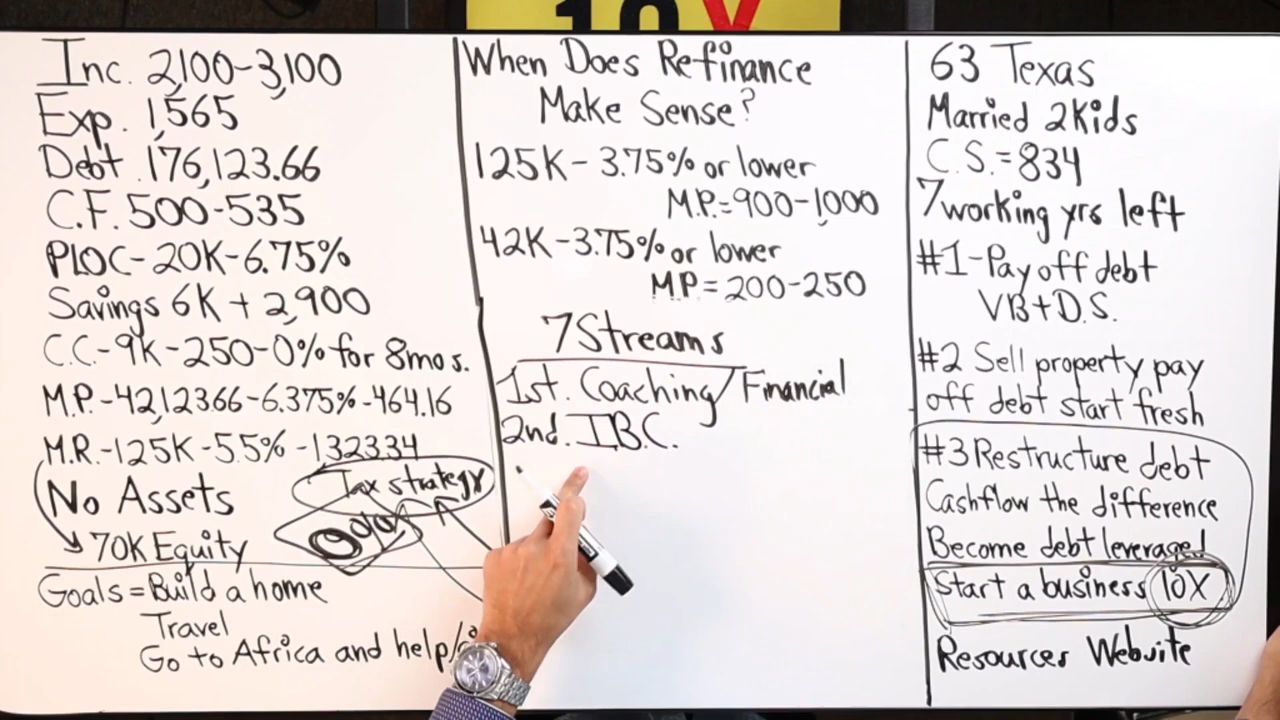 10X
Inc. 2,100-3,100
Exp. 1,565
Debt 176,123.66
C.F. 500-535
PLOC-20K-6.75%
Savings 6K + 2,900
C.C.-9K-250-0% for 8mos.
M.P.-42,123.66-6.375%-464.16
M.R.-125K-5.5%-1323.34
No Assets
Tax strategy
70K Equity
Goals = Build a home
Travel
Go to Africa and help/
When Does Refinance
Make Sense?
125K-3.75% or lower
M.P.=900-1,000
42K-3.75% or lower
M.P.=200-250
7 Streams
1st. Coaching/Financial
2nd. I.B.C.
63 Texas
Married 2Kids
C.S.=834
7 working yrs left
#1-Pay off debt
VB+D.S.
#2 Sell property pay
off debt start fresh
#3 Restructure debt
Cashflow the difference
Become debt leveraged
Start a business 10X
Resources Website